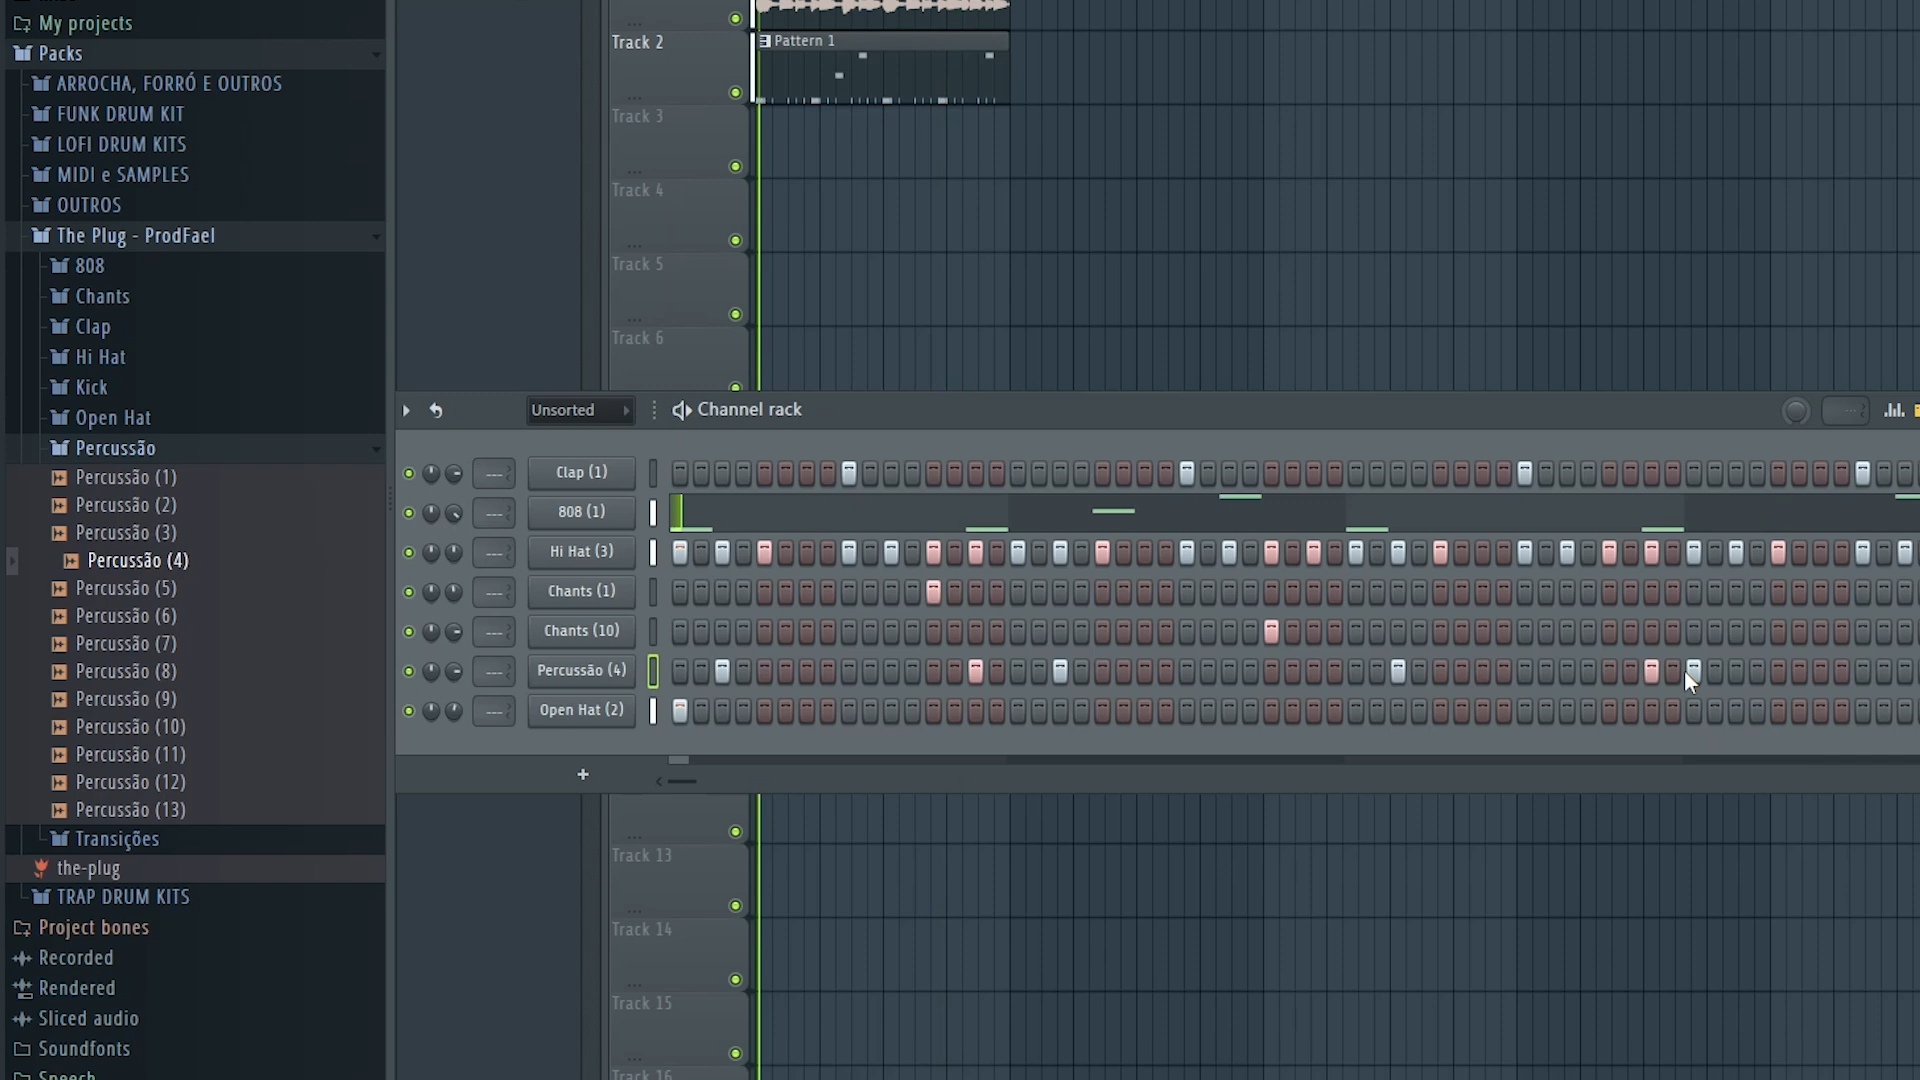 My projects
Packs
ARROCHA, FORRÓ E OUTROS
FUNK DRUM KIT
LOFI DRUM KITS
MIDI e SAMPLES
OUTROS
The Plug - ProdFael
808
Chants
Clap
Hi Hat
Kick
Open Hat
Percussão
Percussão (1)
Percussão (2)
Percussão (3)
Percussão (4)
Percussão (5)
Percussão (6)
Percussão (7)
Percussão (8)
Percussão (9)
Percussão (10)
Percussão (11)
Percussão (12)
Percussão (13)
Transições
the-plug
TRAP DRUM KITS
Project bones
Recorded
Rendered
Sliced audio
Soundfonts
Speech
Track 2
Pattern 1
Track 3
Track 4
Track 5
Track 6
Unsorted
Channel rack
Clap (1)
808 (1)
Hi Hat (3)
Chants (1)
Chants (10)
Percussão (4)
Open Hat (2)
Track 13
Track 14
Track 15
Track 16